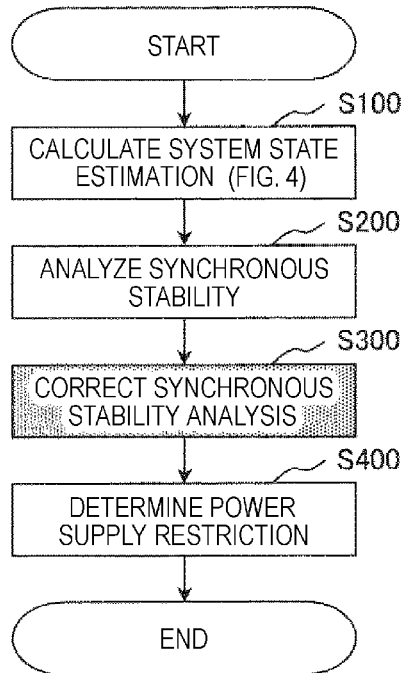 START
S100
CALCULATE SYSTEM STATE
ESTIMATION (FIG. 4)
S200
ANALYZE SYNCHRONOUS
STABILITY
S300
CORRECT SYNCHRONOUS
STABILITY ANALYSIS
S400
DETERMINE POWER
SUPPLY RESTRICTION
END